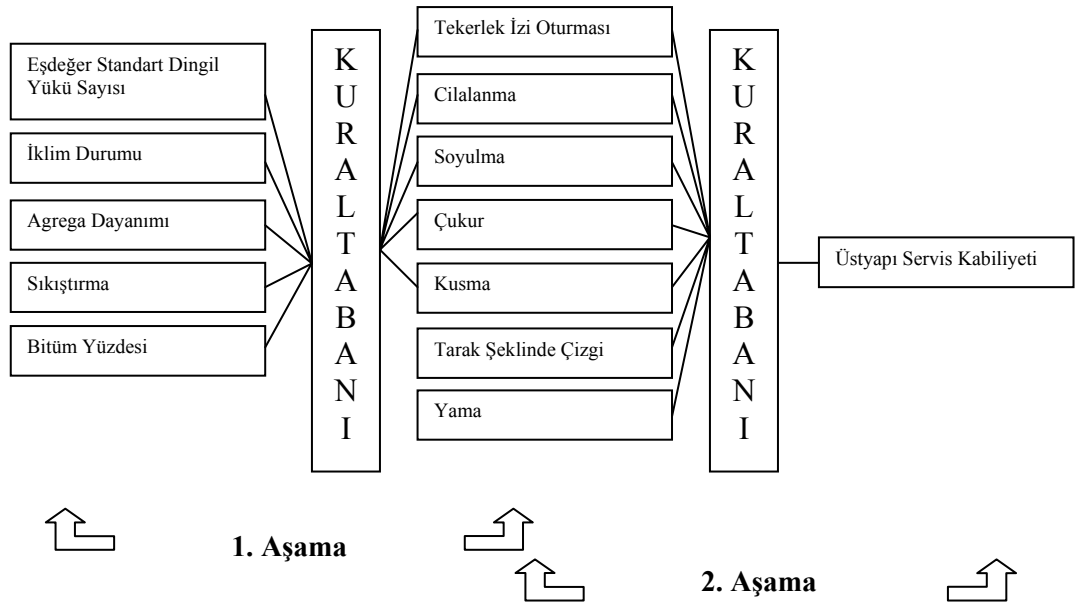 Eşdeğer Standart Dingil
Yükü Sayısı
İklim Durumu
Agrega Dayanımı
Sıkıştırma
Bitüm Yüzdesi
K
U
R
A
L
T
A
B
A
N
I
Tekerlek İzi Oturması
Cilalanma
Soyulma
Çukur
Kusma
Tarak Şeklinde Çizgi
Yama
K
U
R
A
L
T
A
B
A
N
I
Üstyapı Servis Kabiliyeti
1. Aşama
2. Aşama